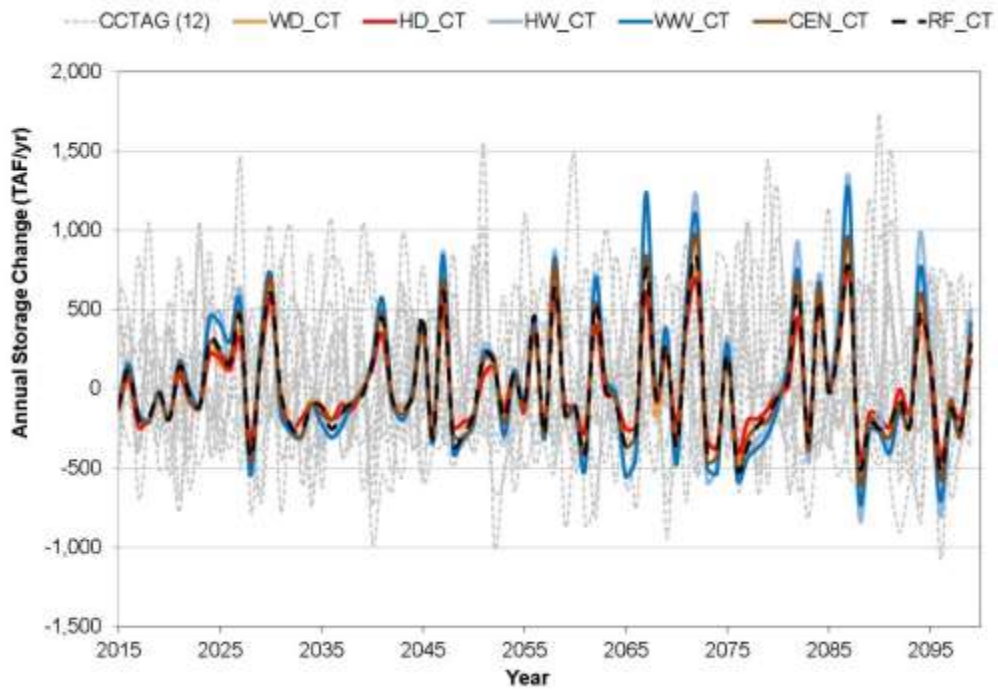 CCTAG (12) WD_CT HD_CT HW_CT WW_CT CEN_CT RF_CT
2,000
1,500
1,000
500
0
-500
-1,000
-1,500
Annual Storage Change (TAF/yr)
2015 2025 2035 2045 2055 2065 2075 2085 2095
Year